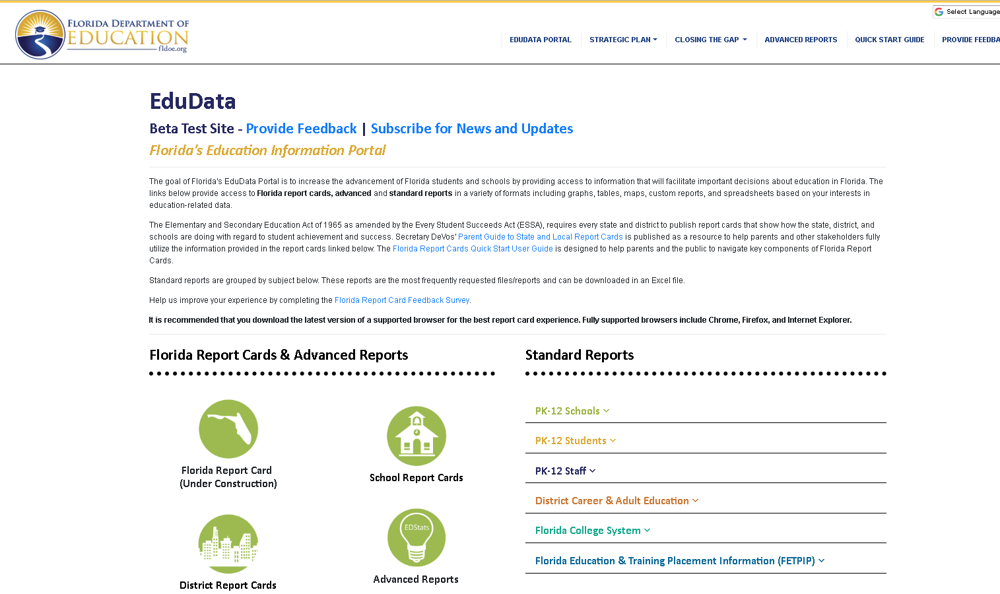 Select Language
FLORIDA DEPARTMENT OF
EDUCATION
fldoe.org
EDUDATA PORTAL
STRATEGIC PLAN
CLOSING THE GAP
ADVANCED REPORTS
QUICK START GUIDE
PROVIDE FEEDBA
EduData
Beta Test Site - Provide Feedback | Subscribe for News and Updates
Florida's Education Information Portal
The goal of Florida's EduData Portal is to increase the advancement of Florida students and schools by providing access to information that will facilitate important decisions about education in Florida. The
links below provide access to Florida report cards, advanced and standard reports in a variety of formats including graphs, tables, maps, custom reports, and spreadsheets based on your interests in
education-related data.
The Elementary and Secondary Education Act of 1965 as amended by the Every Student Succeeds Act (ESSA), requires every state and district to publish report cards that show how the state, district, and
schools are doing with regard to student achievement and success. Secretary DeVos' Parent Guide to State and Local Report Cards is published as a resource to help parents and other stakeholders fully
utilize the information provided in the report cards linked below. The Florida Report Cards Quick Start User Guide is designed to help parents and the public to navigate key components of Florida Report
Cards.
Standard reports are grouped by subject below. These reports are the most frequently requested files/reports and can be downloaded in an Excel file.
Help us improve your experience by completing the Florida Report Card Feedback Survey.
It is recommended that you download the latest version of a supported browser for the best report card experience. Fully supported browsers include Chrome, Firefox, and Internet Explorer.
Florida Report Cards & Advanced Reports
Florida Report Card
(Under Construction)
School Report Cards
District Report Cards
EDStats
Advanced Reports
Standard Reports
PK-12 Schools
PK-12 Students
PK-12 Staff
District Career & Adult Education
Florida College System
Florida Education & Training Placement Information (FETPIP)